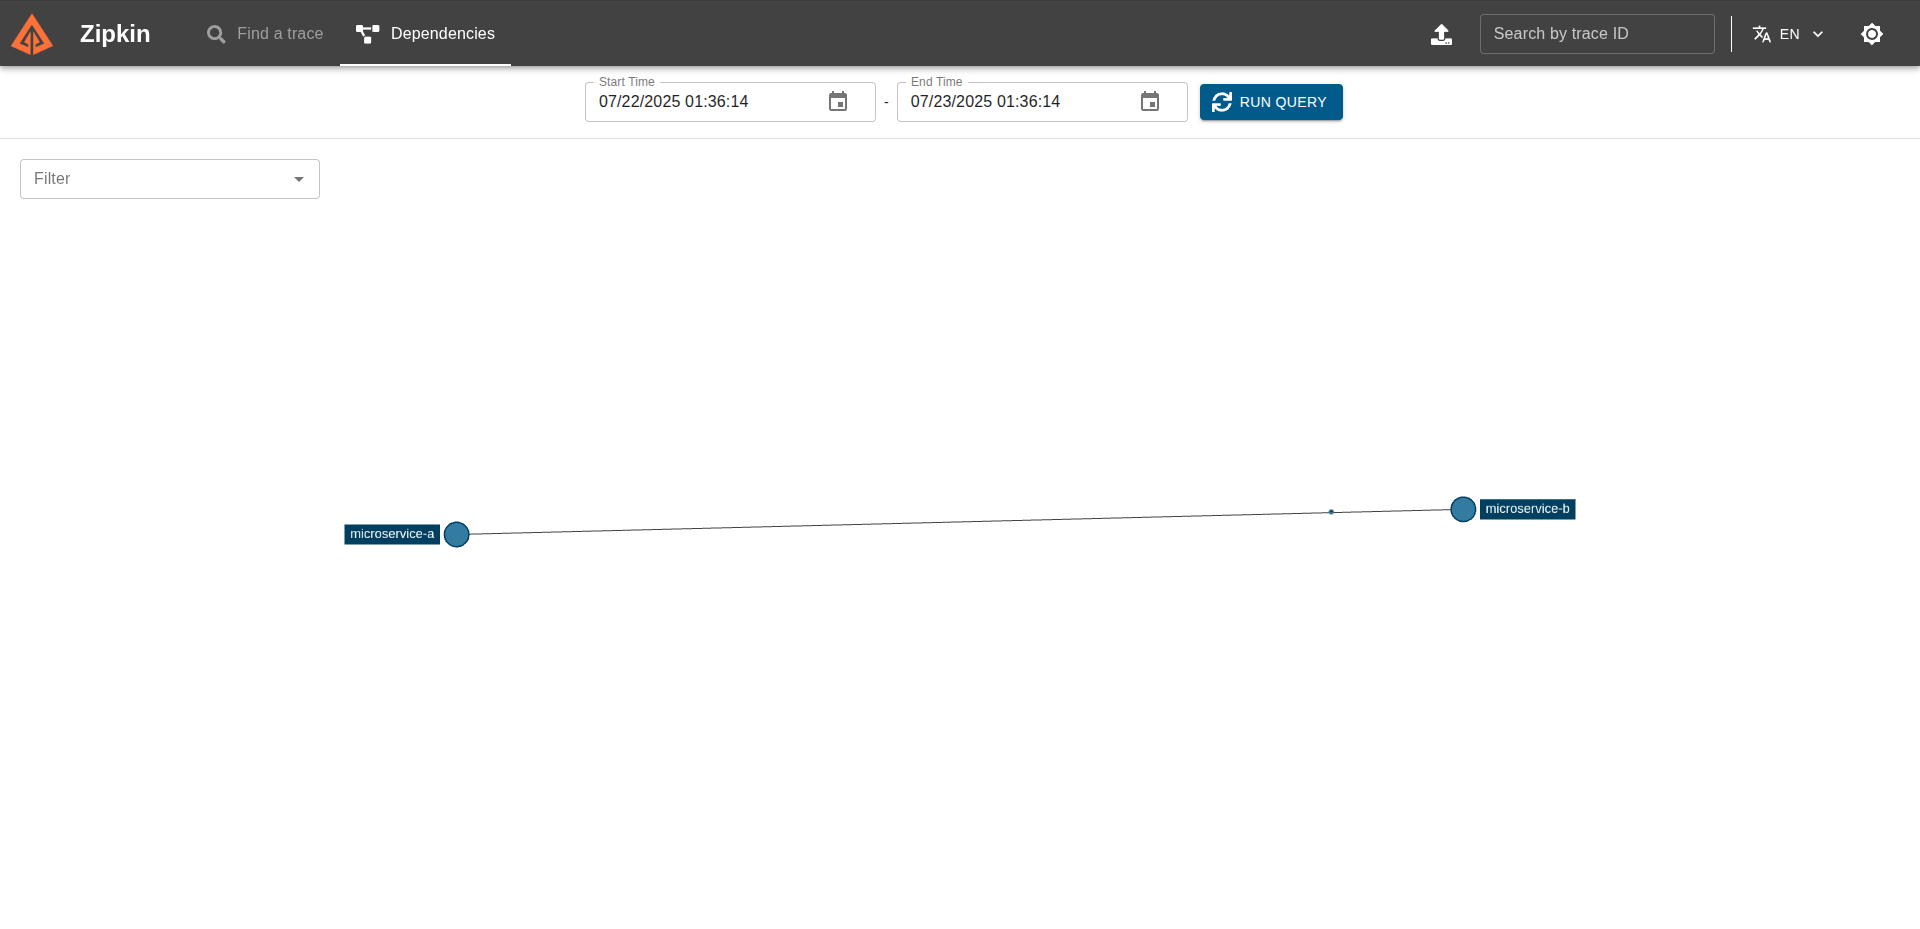 Zipkin
Find a trace
Dependencies
Search by trace ID
EN
Start Time
07/22/2025 01:36:14
-
End Time
07/23/2025 01:36:14
RUN QUERY
Filter
microservice-b
microservice-a